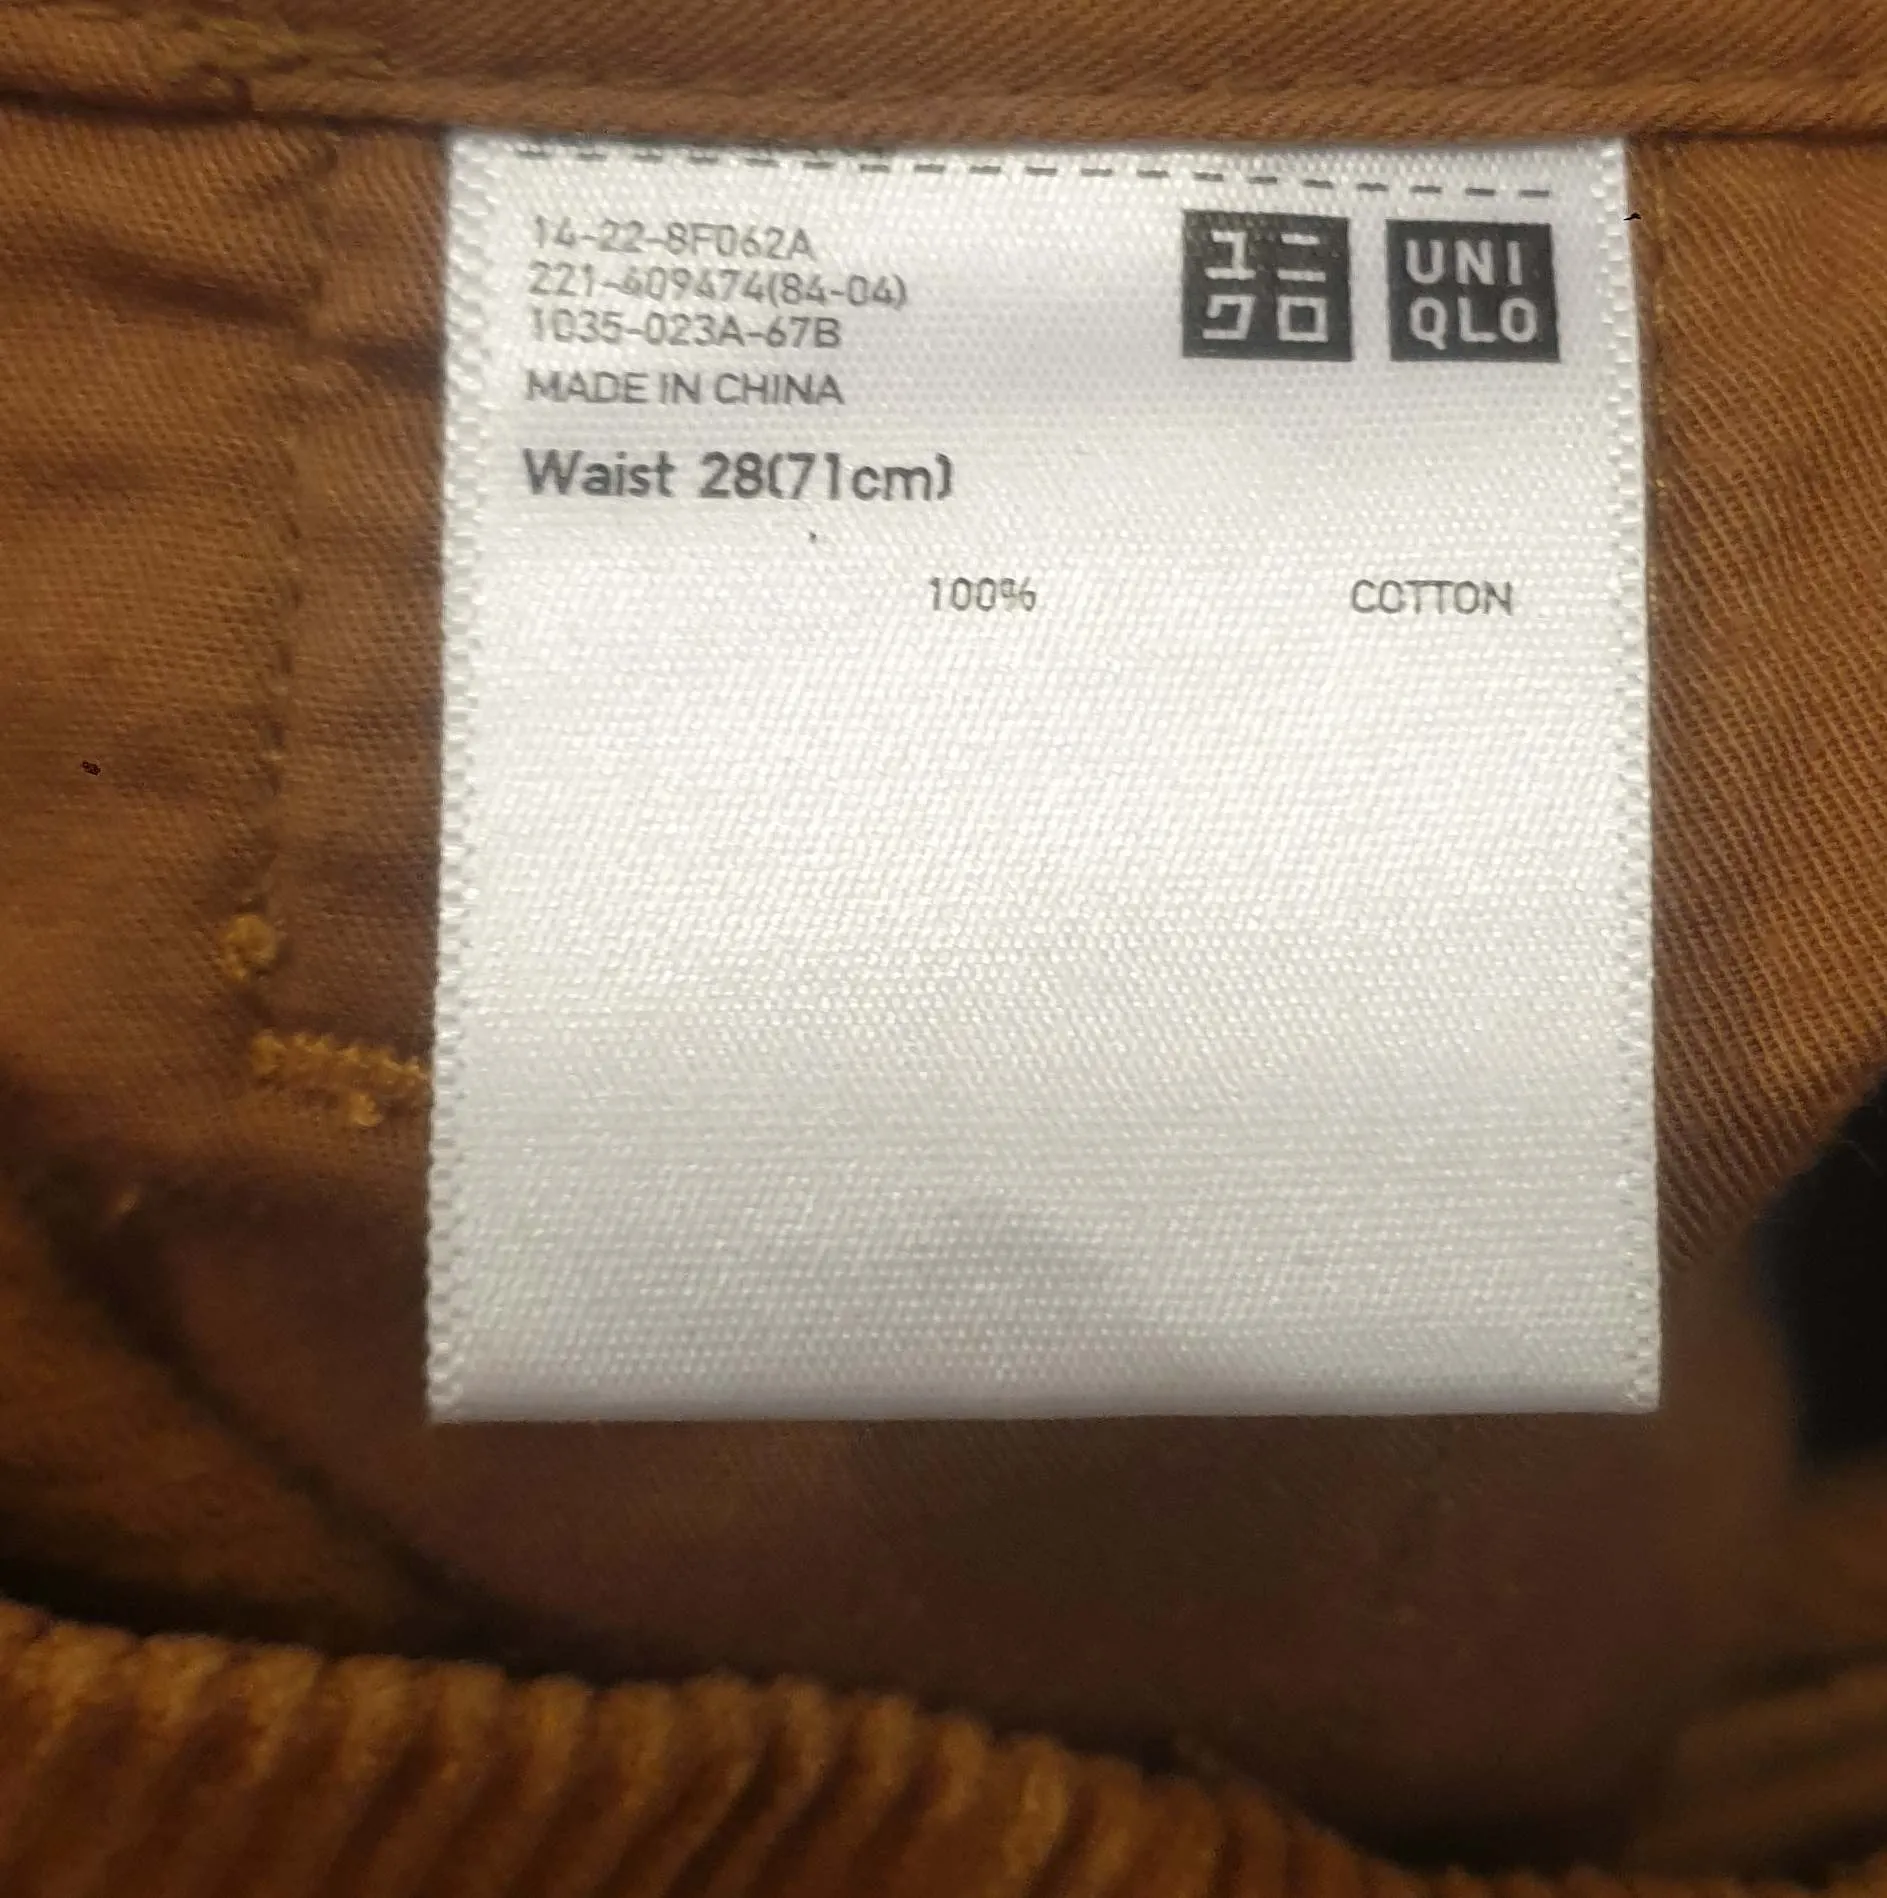 14-22-8F062A
221-409474(84-04)
1035-023A-67B
MADE IN CHINA
ユニ
クロ
UNI
QLO
Waist 28(71cm)
100% COTTON